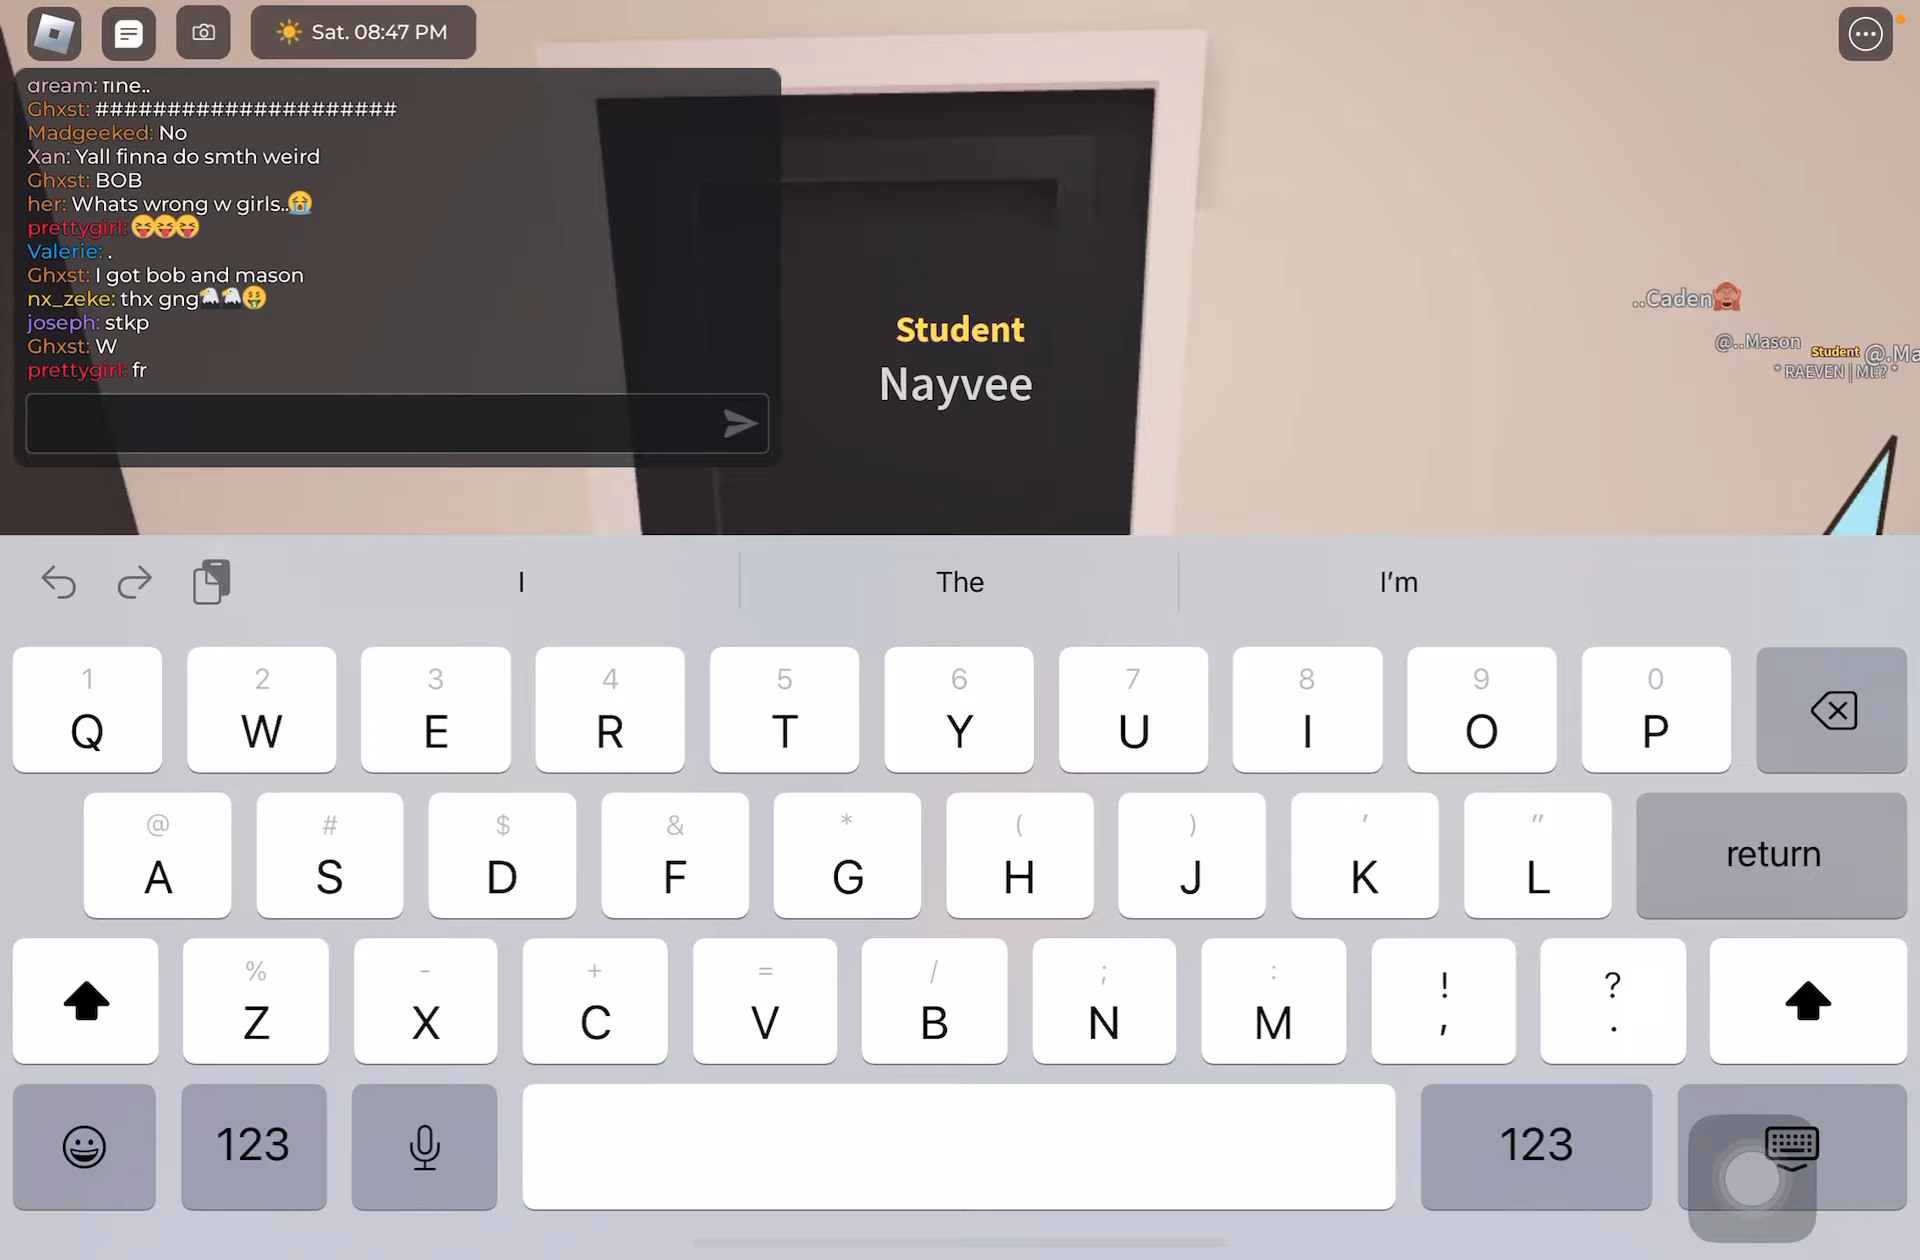 Sat. 08:47 PM
dream: fine..
Ghxst: #####################
Madgeeked: No
Xan: Yall finna do smth weird
Ghxst: BOB
her: Whats wrong w girls..😭
prettygirl: 😝😝😝
Valerie: .
Ghxst: I got bob and mason
nx_zeke: thx gng🦅🦅🤑
joseph: stkp
Ghxst: W
prettygirl: fr
Student
Nayvee
..Caden🙈
@..Mason
Student @.Ma
* RAEVEN |
I The I’m
1 2 3 4 5 6 7 8 9 0
Q W E R T Y U I O P
@ # $ & * ( ) ' "
A S D F G H J K L return
% - + = / ; : ! ?
Z X C V B N M , .
123 123